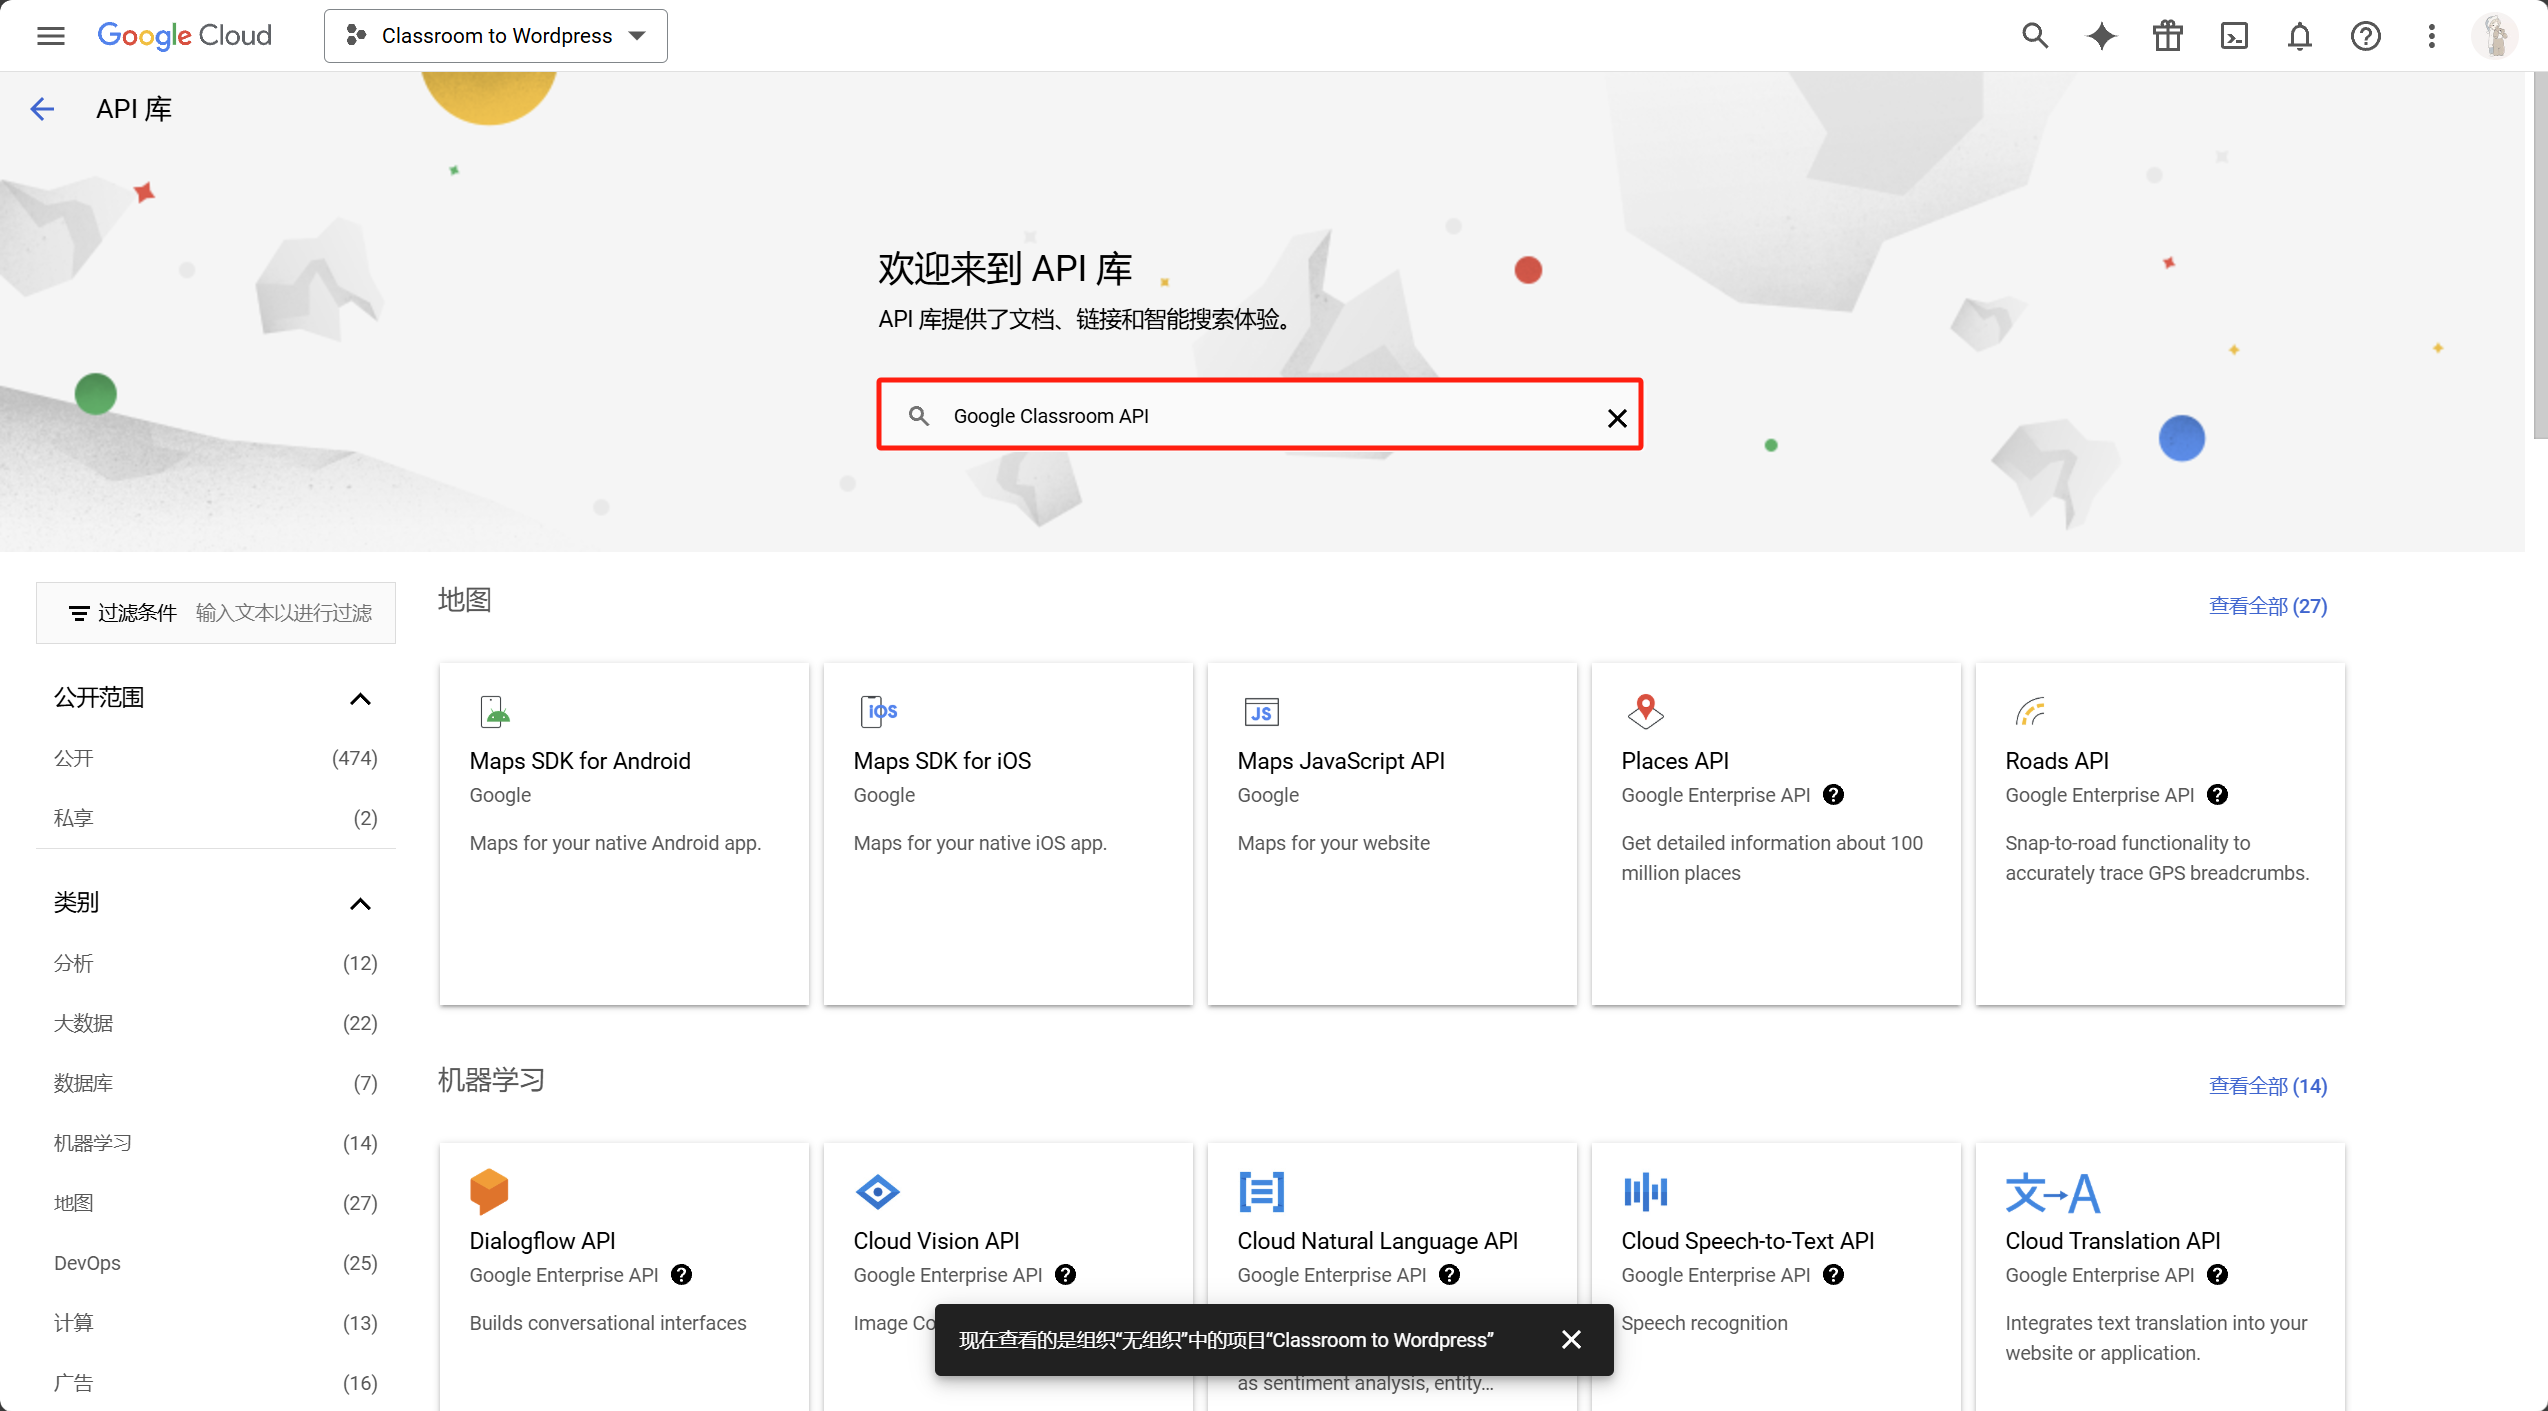 Google Cloud
Classroom to Wordpress
API 库
欢迎来到 API 库
API 库提供了文档、链接和智能搜索体验。
Google Classroom API
过滤条件 输入文本以进行过滤
公开范围
公开 (474)
私享 (2)
类别
分析 (12)
大数据 (22)
数据库 (7)
机器学习 (14)
地图 (27)
DevOps (25)
计算 (13)
广告 (16)
地图
查看全部 (27)
Maps SDK for Android
Google
Maps for your native Android app.
iOS
Maps SDK for iOS
Google
Maps for your native iOS app.
JS
Maps JavaScript API
Google
Maps for your website
Places API
Google Enterprise API
Get detailed information about 100
million places
Roads API
Google Enterprise API
Snap-to-road functionality to
accurately trace GPS breadcrumbs.
机器学习
查看全部 (14)
Dialogflow API
Google Enterprise API
Builds conversational interfaces
Cloud Vision API
Google Enterprise API
Image Co
Cloud Natural Language API
Google Enterprise API
as sentiment analysis, entity...
Cloud Speech-to-Text API
Google Enterprise API
Speech recognition
文→A
Cloud Translation API
Google Enterprise API
Integrates text translation into your
website or application.
现在查看的是组织“无组织”中的项目“Classroom to Wordpress”